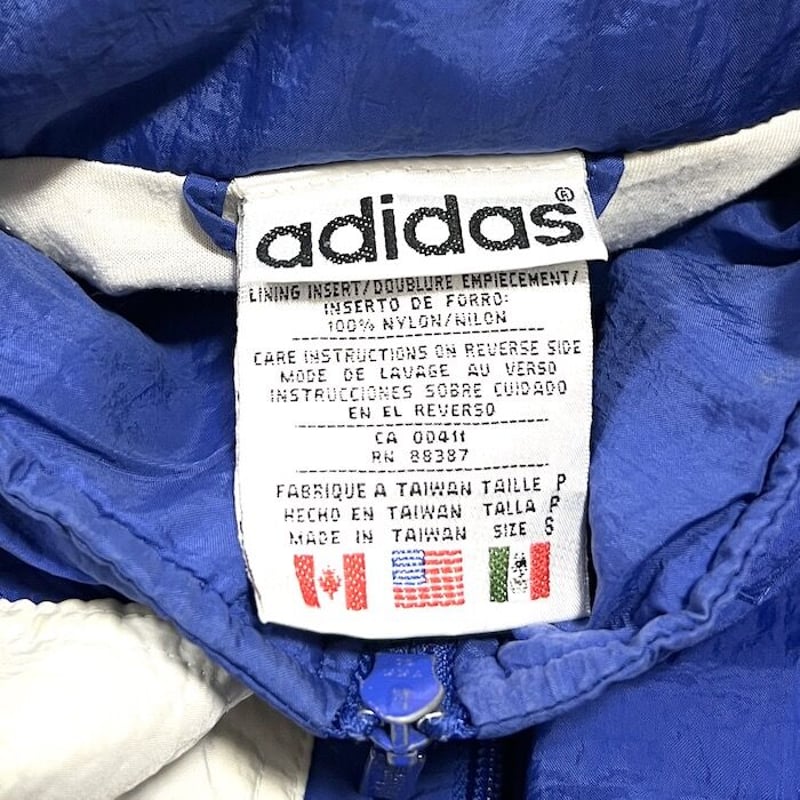 adidas®
LINING INSERT/DOUBLURE EMPIECEMENT/
INSERTO DE FORRO:
100% NYLON/NILON
CARE INSTRUCTIONS ON REVERSE SIDE
MODE DE LAVAGE AU VERSO
INSTRUCCIONES SOBRE CUIDADO
EN EL REVERSO
CA 00411
RN 88387
FABRIQUE A TAIWAN TAILLE P
HECHO EN TAIWAN TALLA P
MADE IN TAIWAN SIZE S